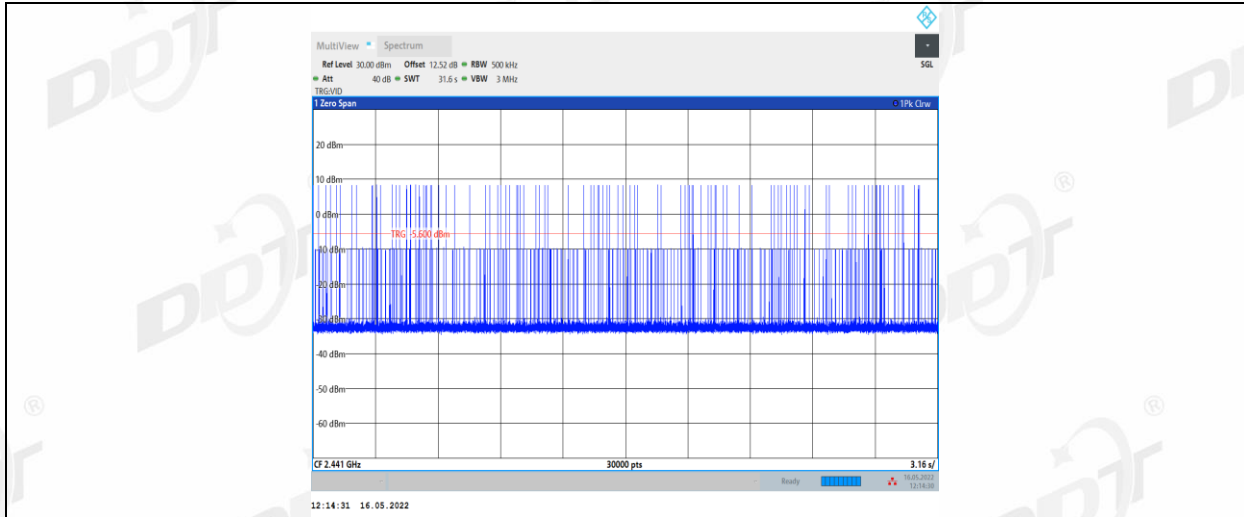 MultiView Spectrum
Ref Level 30.00 dBm Offset 12.52 dB RBW 500 kHz SGL
Att 40 dB SWT 31.6 s VBW 3 MHz
TRG:VID
1 Zero Span 1Pk Clrw
20 dBm
10 dBm
0 dBm
TRG -5.600 dBm
-10 dBm
-20 dBm
-30 dBm
-40 dBm
-50 dBm
-60 dBm
CF 2.441 GHz 30000 pts 3.16 s/
Ready 16.05.2022
12:14:30
12:14:31 16.05.2022
DDT
®